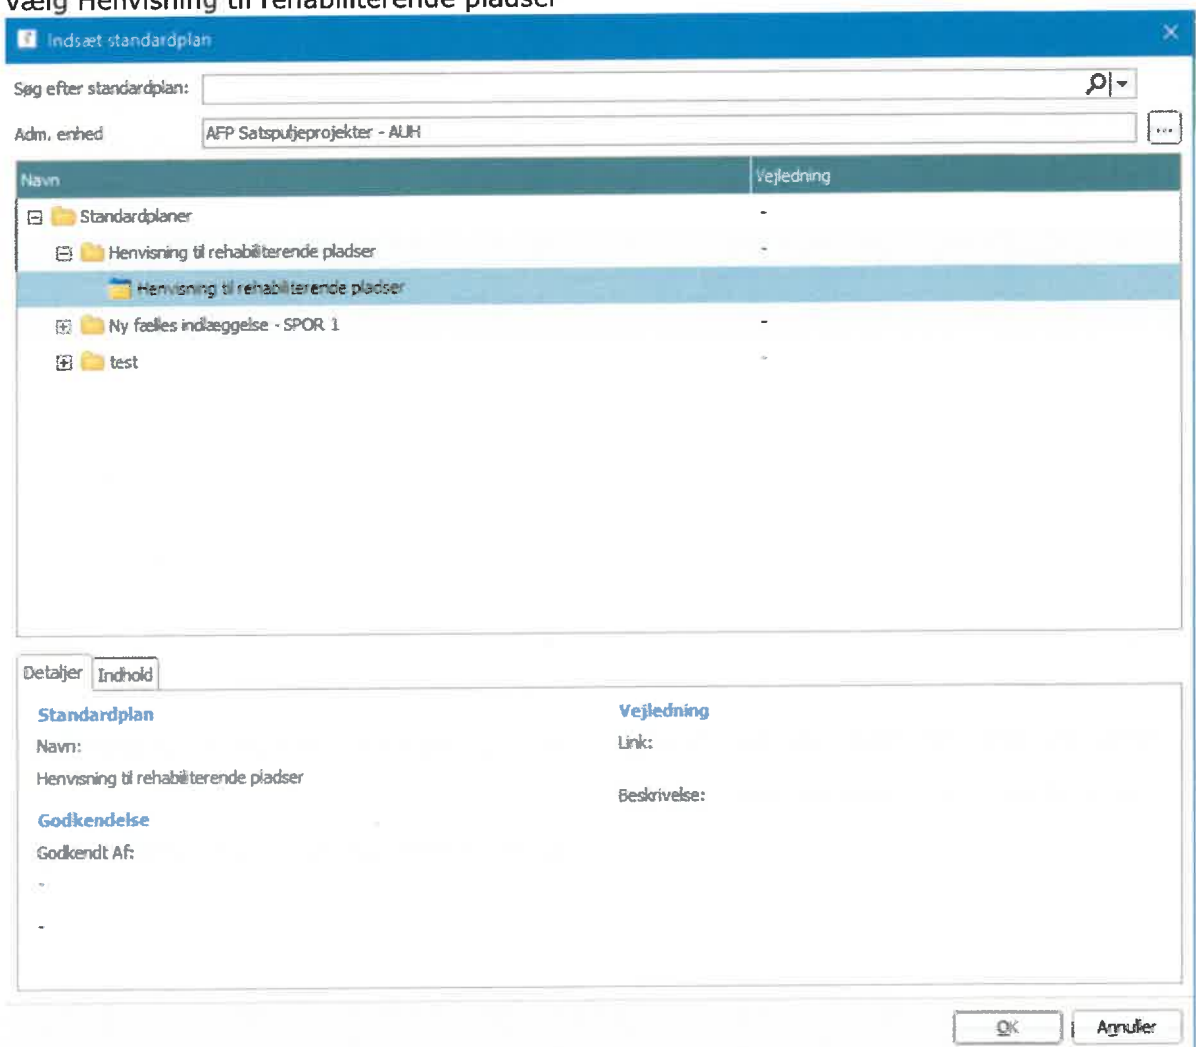 Vælg Henvisning til rehabiliterende pladser
Indsæt standardplan
Søg efter standardplan:
Adm. enhed AFP Satspuljeprojekter - AUH
Navn Vejledning
Standardplaner -
Henvisning til rehabiliterende pladser -
Henvisning til rehabiliterende pladser
Ny fælles indlæggelse - SPOR 1 -
test -
Detaljer Indhold
Standardplan Vejledning
Navn: Link:
Henvisning til rehabiliterende pladser
Beskrivelse:
Godkendelse
Godkendt Af:
-
-
OK Annuller